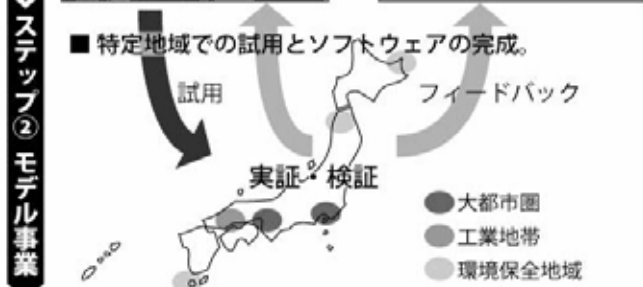 ステップ② モデル事業
■ 特定地域での試用とソフトウェアの完成。
試用
フィードバック
実証・検証
大都市圏
工業地帯
環境保全地域